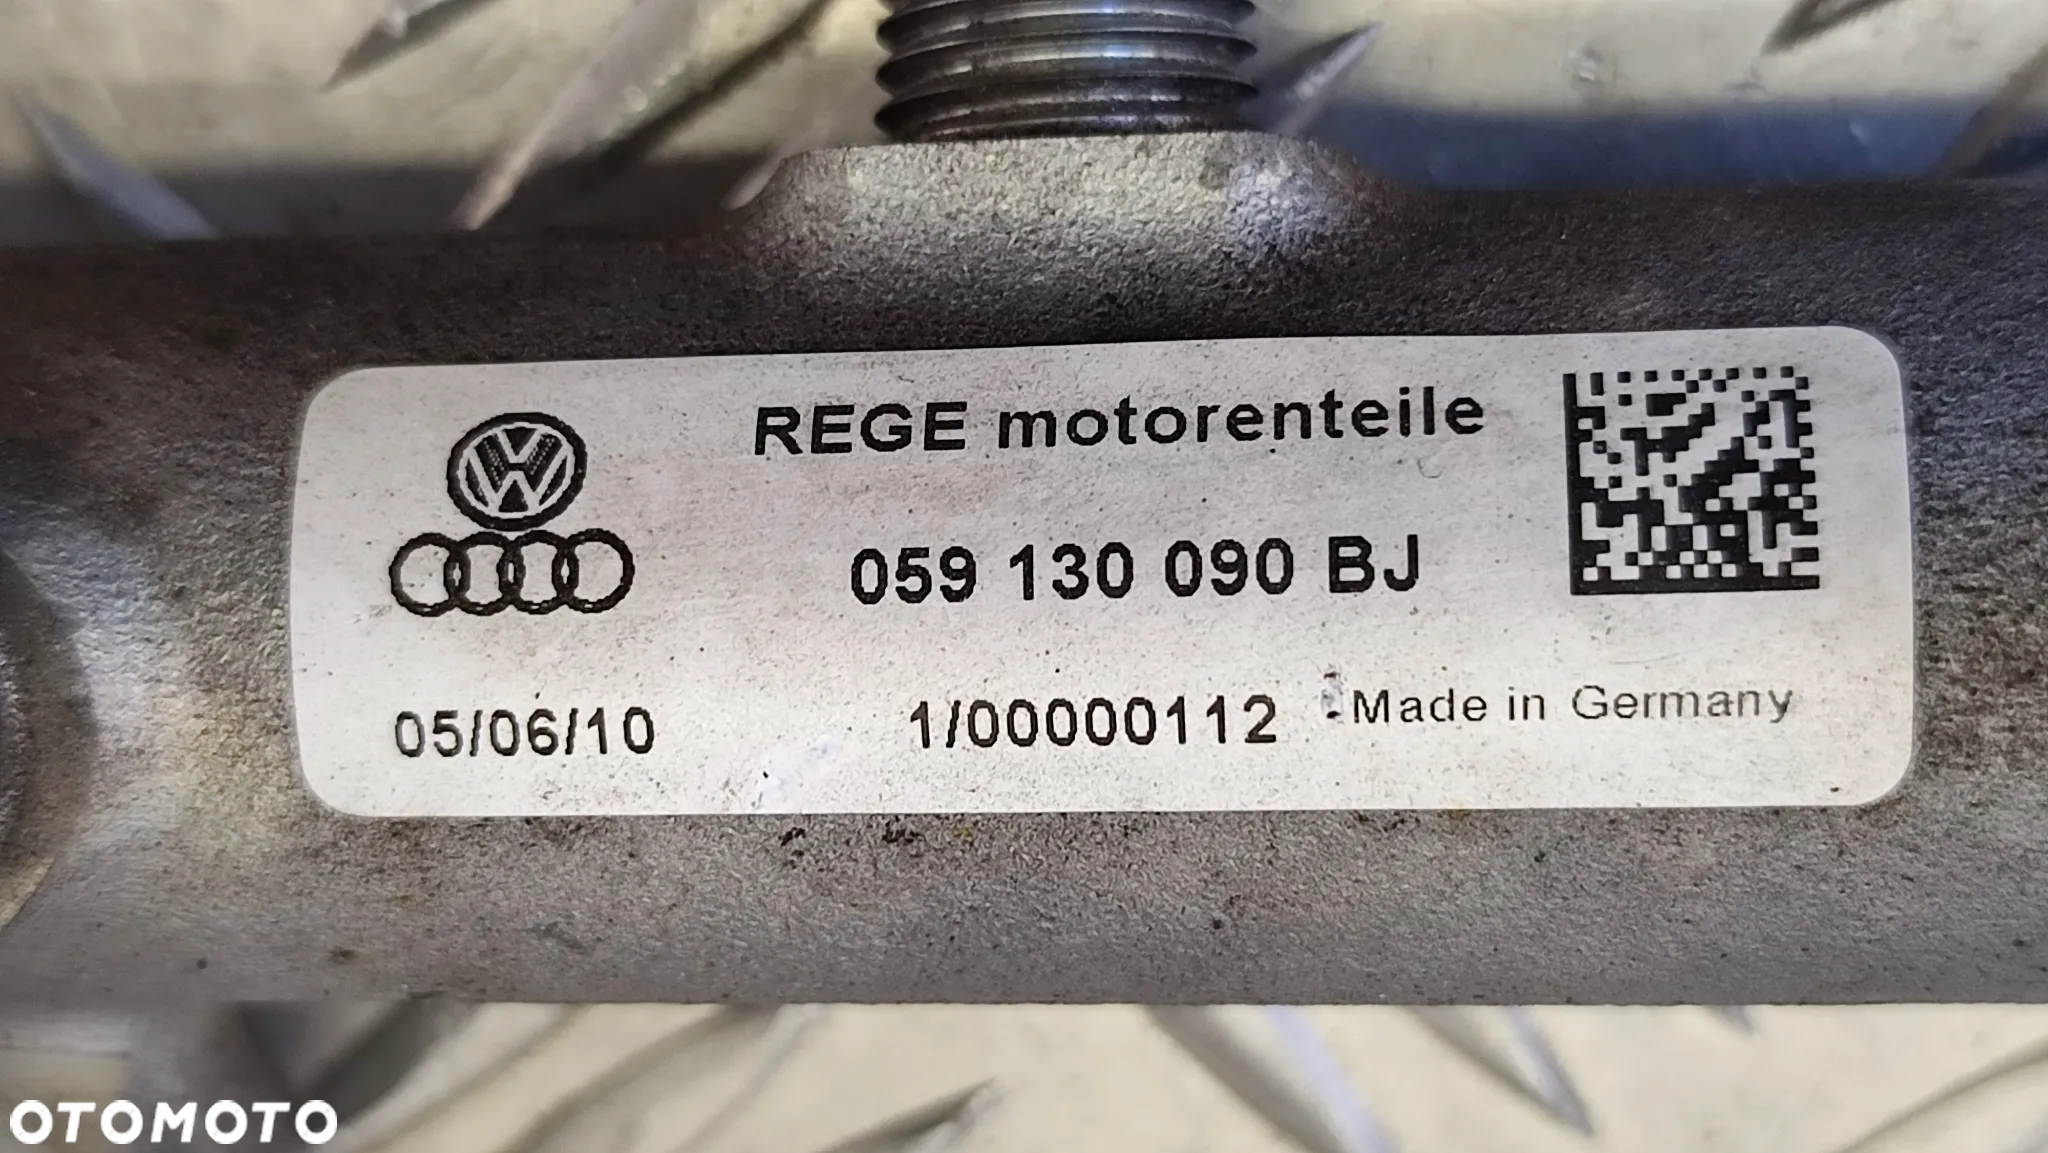 REGE motorenteile
059 130 090 BJ
05/06/10 1/00000112 Made in Germany
OTOMOTO